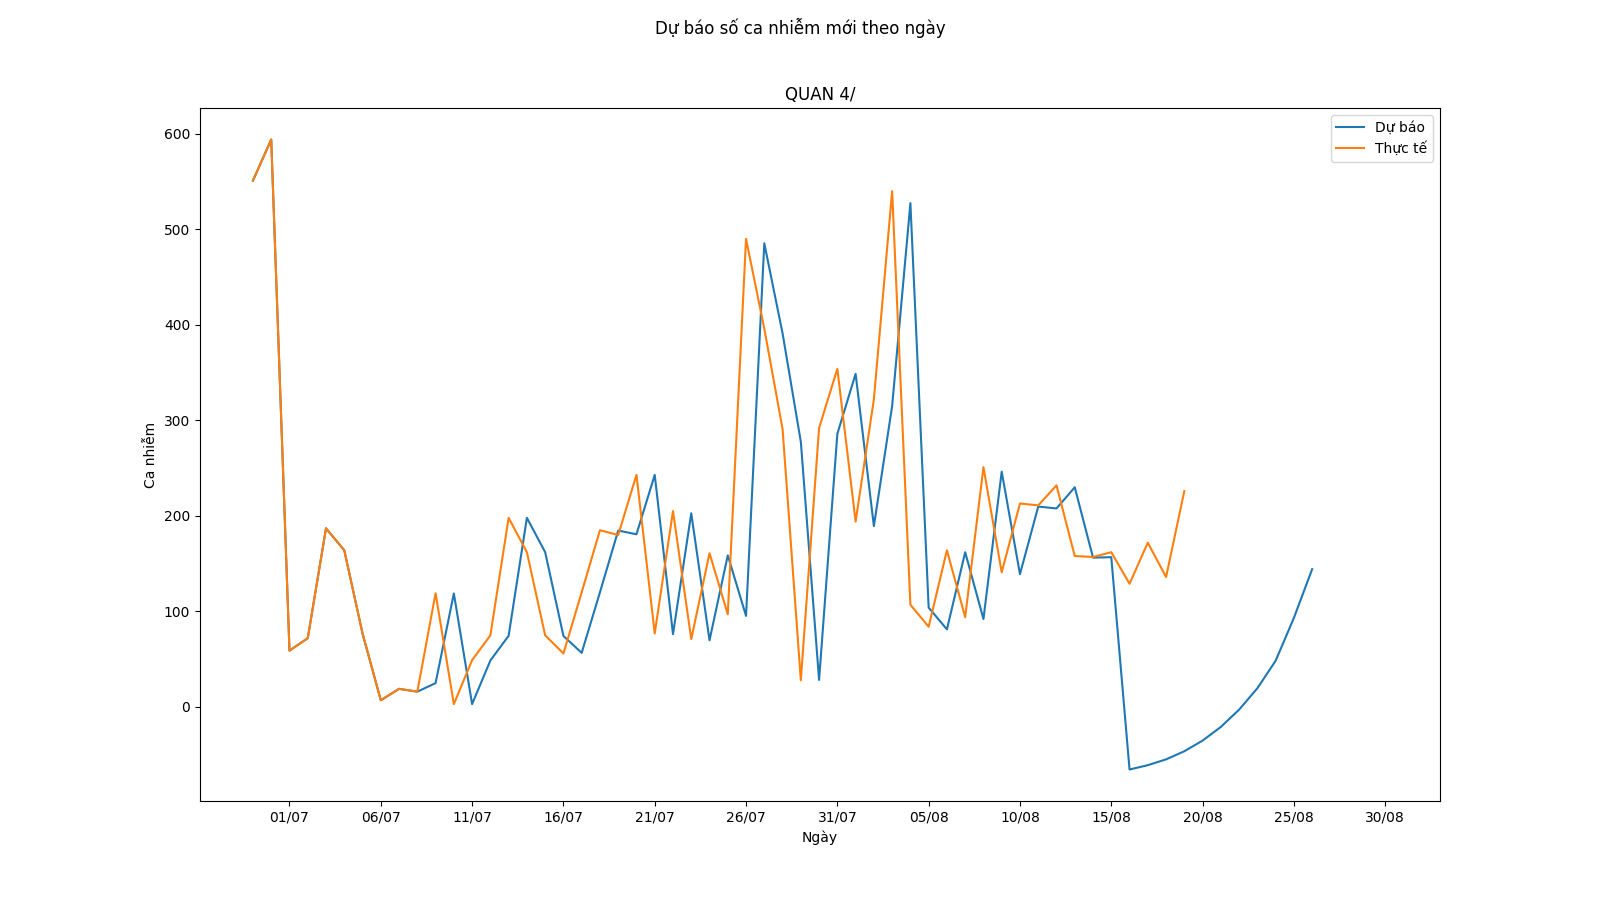 Dự báo số ca nhiễm mới theo ngày
QUAN 4/
Dự báo
Thực tế
600
500
400
300
200
100
0
Ca nhiễm
01/07 06/07 11/07 16/07 21/07 26/07 31/07 05/08 10/08 15/08 20/08 25/08 30/08
Ngày